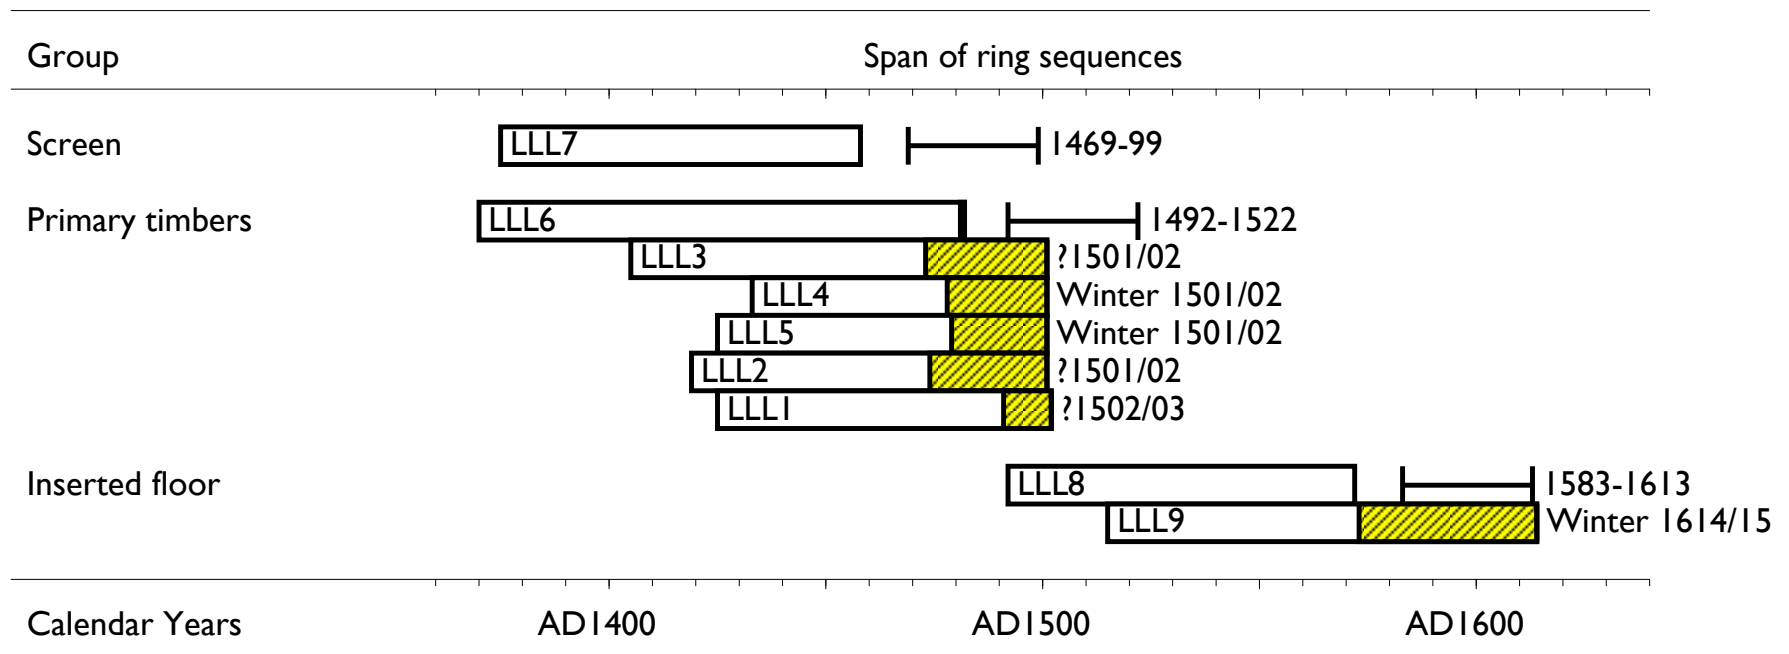 Group Span of ring sequences
Screen LLL7 1469-99
Primary timbers LLL6 1492-1522
LLL3 ?1501/02
LLL4 Winter 1501/02
LLL5 Winter 1501/02
LLL2 ?1501/02
LLL1 ?1502/03
Inserted floor LLL8 1583-1613
LLL9 Winter 1614/15
Calendar Years AD1400 AD1500 AD1600